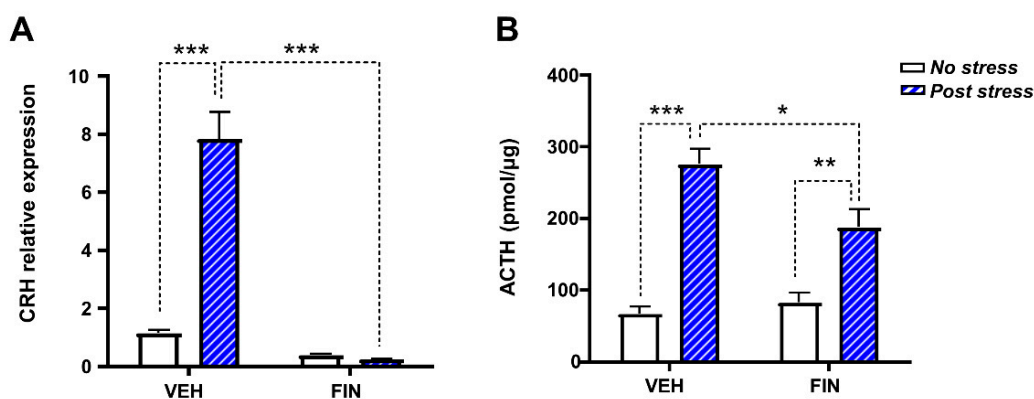 A
CRH relative expression
10
8
6
4
2
0
***
***
VEH
FIN
B
ACTH (pmol/µg)
400
300
200
100
0
***
*
**
VEH
FIN
No stress
Post stress